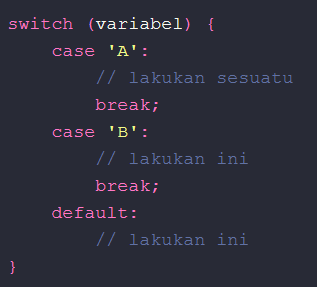 switch (variabel) {
    case 'A':
        // lakukan sesuatu
        break;
    case 'B':
        // lakukan ini
        break;
    default:
        // lakukan ini
}